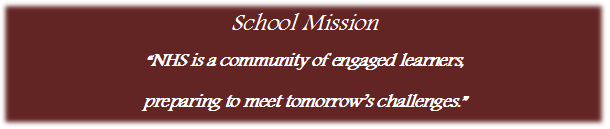 School Mission
“NHS is a community of engaged learners,
preparing to meet tomorrow’s challenges.”